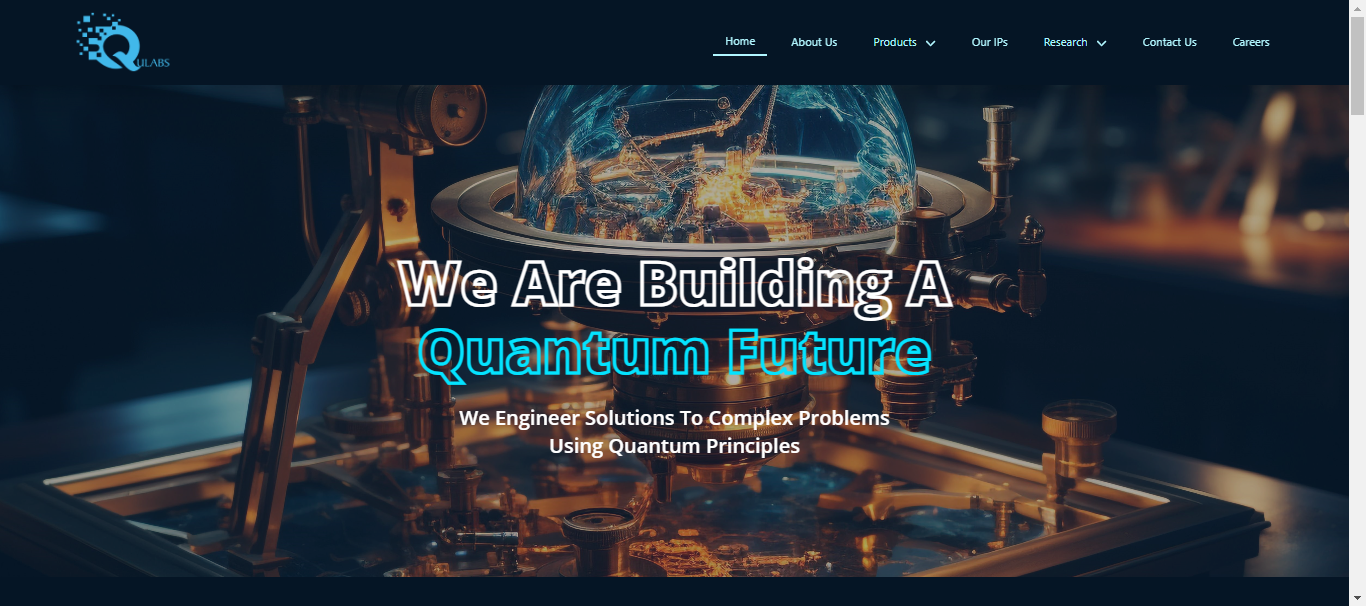 QULABS
Home About Us Products Our IPs Research Contact Us Careers
We Are Building A
Quantum Future
We Engineer Solutions To Complex Problems
Using Quantum Principles